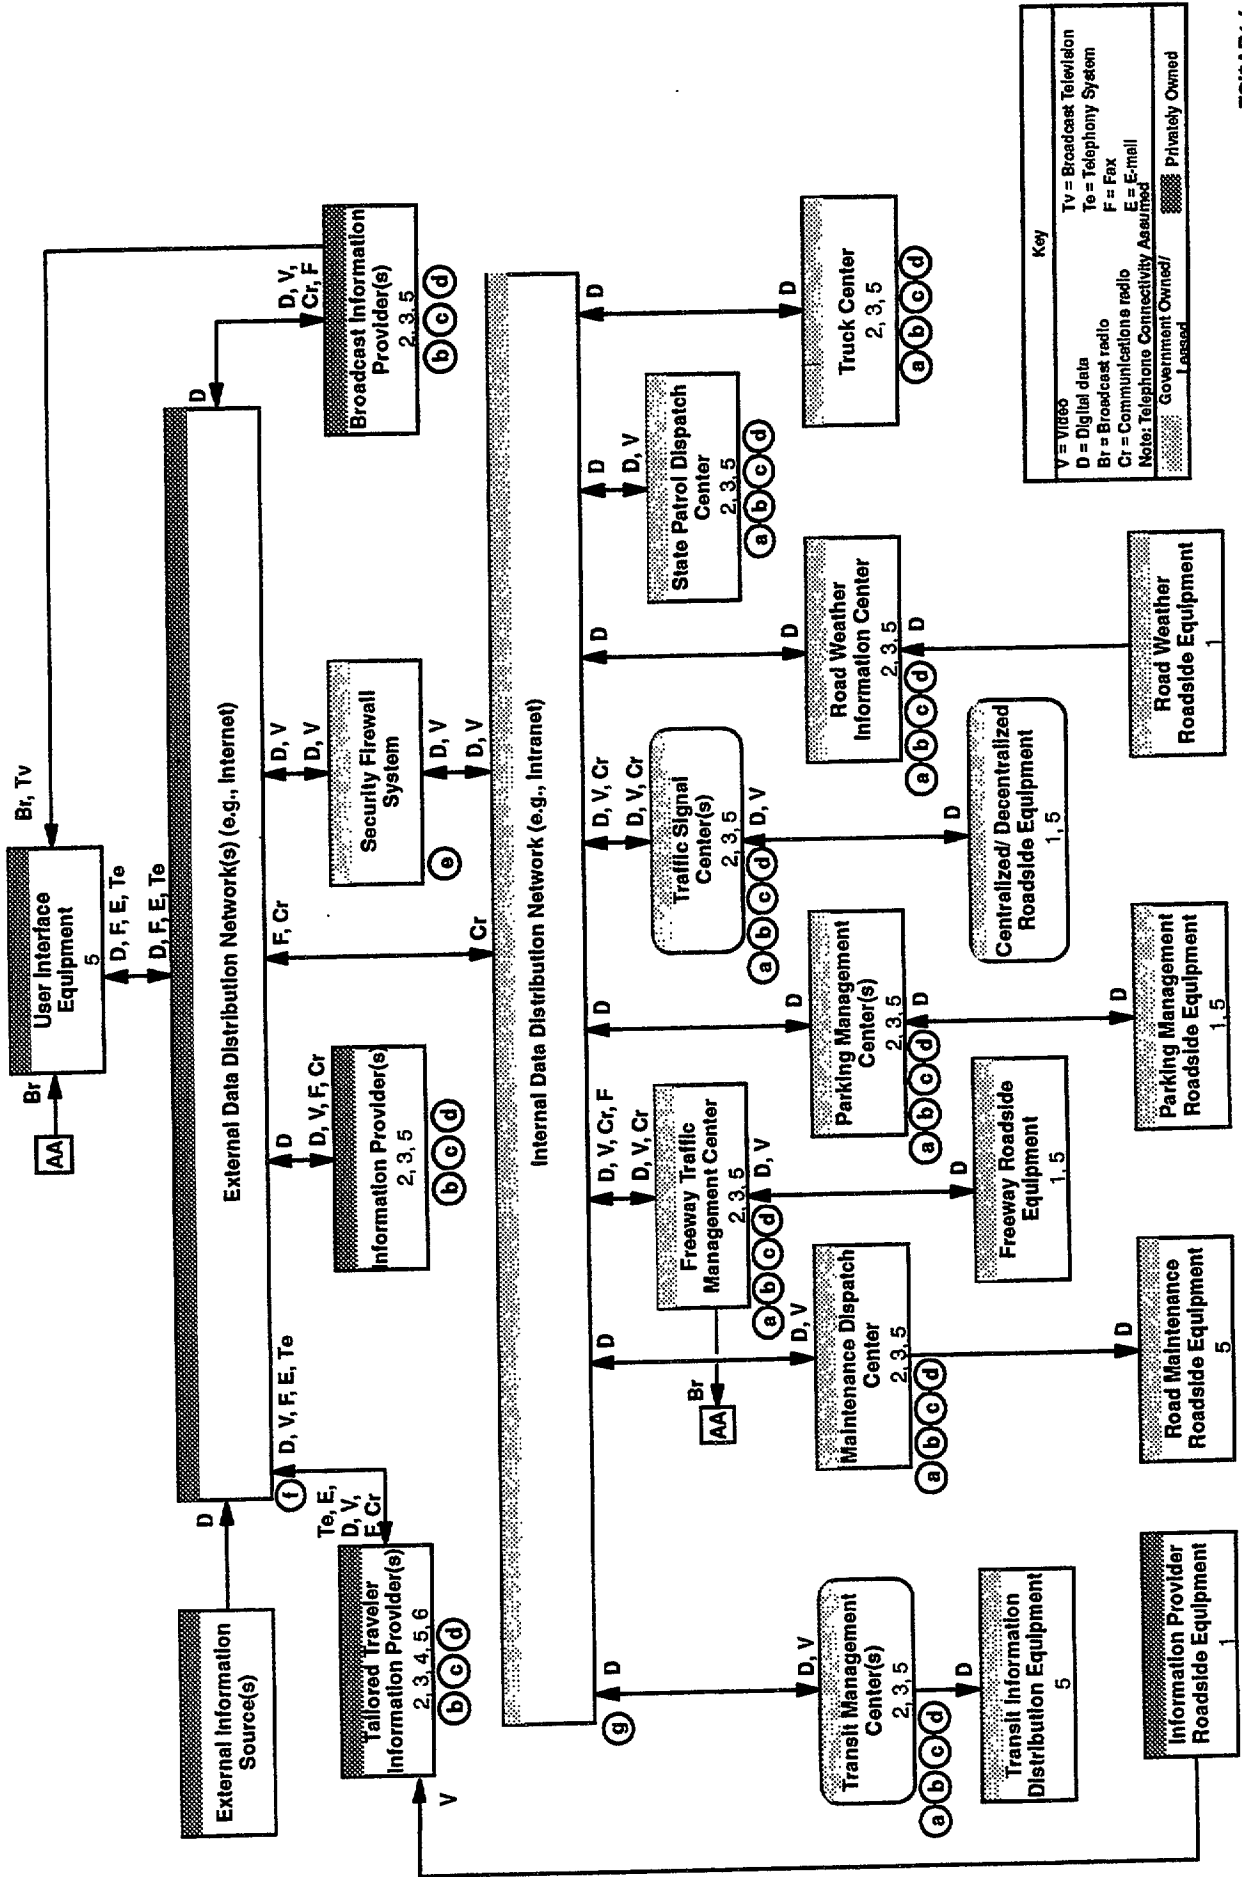 AA
Br
User Interface
Equipment
5
Br, Tv
D, F, E, Te
D, F, E, Te
External Information
Source(s)
D
External Data Distribution Network(s) (e.g., Internet)
D
f
D, V, F, E, Te
Te, E,
D, V,
E, Cr
Tailored Traveler
Information Provider(s)
2, 3, 4, 5, 6
b c d
V
D
D, V, F, Cr
Information Provider(s)
2, 3, 5
b c d
F, Cr
Cr
D, V
D, V
Security Firewall
System
e
D, V
D, V
D, V,
Cr, F
Broadcast Information
Provider(s)
2, 3, 5
b c d
Internal Data Distribution Network (e.g., Intranet)
g
D
D, V
Transit Management
Center(s)
2, 3, 5
a b c d
D
Transit Information
Distribution Equipment
5
Information Provider
Roadside Equipment
1
D
D, V
Maintenance Dispatch
Center
2, 3, 5
a b c d
D
Road Maintenance
Roadside Equipment
5
D, V, Cr, F
D, V, Cr
Freeway Traffic
Management Center
2, 3, 5
a b c d
Br
AA
D, V
D
Freeway Roadside
Equipment
1, 5
D
D
Parking Management
Center(s)
2, 3, 5
a b c d
D
D
Parking Management
Roadside Equipment
1, 5
D, V, Cr
D, V, Cr
Traffic Signal
Center(s)
2, 3, 5
a b c d
D, V
D
Centralized/ Decentralized
Roadside Equipment
1, 5
D
D
Road Weather
Information Center
2, 3, 5
a b c d
D
Road Weather
Roadside Equipment
1
D
D, V
State Patrol Dispatch
Center
2, 3, 5
a b c d
D
D
Truck Center
2, 3, 5
a b c d
Key
V = Video
D = Digital data
Br = Broadcast radio
Cr = Communications radio
Tv = Broadcast Television
Te = Telephony System
F = Fax
E = E-mail
Note: Telephone Connectivity Assumed
Government Owned/
Leased
Privately Owned